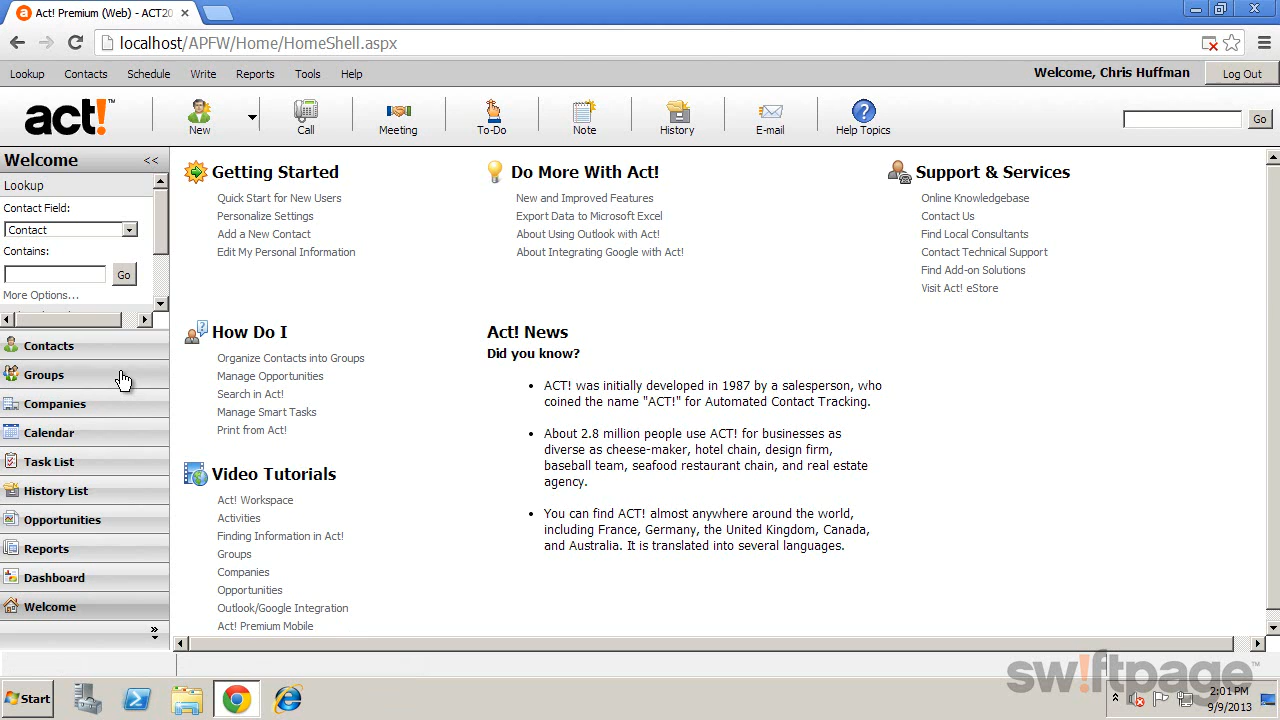 Act! Premium (Web) - ACT20
localhost/APFW/Home/HomeShell.aspx
Lookup Contacts Schedule Write Reports Tools Help Welcome, Chris Huffman Log Out
act!™ New Call Meeting To-Do Note History E-mail Help Topics Go
Welcome <<
Lookup
Contact Field:
Contact
Contains:
Go
More Options...
Contacts
Groups
Companies
Calendar
Task List
History List
Opportunities
Reports
Dashboard
Welcome
Getting Started
Quick Start for New Users
Personalize Settings
Add a New Contact
Edit My Personal Information
Do More With Act!
New and Improved Features
Export Data to Microsoft Excel
About Using Outlook with Act!
About Integrating Google with Act!
Support & Services
Online Knowledgebase
Contact Us
Find Local Consultants
Contact Technical Support
Find Add-on Solutions
Visit Act! eStore
How Do I
Organize Contacts into Groups
Manage Opportunities
Search in Act!
Manage Smart Tasks
Print from Act!
Video Tutorials
Act! Workspace
Activities
Finding Information in Act!
Groups
Companies
Opportunities
Outlook/Google Integration
Act! Premium Mobile
Act! News
Did you know?
• ACT! was initially developed in 1987 by a salesperson, who
coined the name "ACT!" for Automated Contact Tracking.
• About 2.8 million people use ACT! for businesses as
diverse as cheese-maker, hotel chain, design firm,
baseball team, seafood restaurant chain, and real estate
agency.
• You can find ACT! almost anywhere around the world,
including France, Germany, the United Kingdom, Canada,
and Australia. It is translated into several languages.
sw!ftpage™
Start
2:01 PM
9/9/2013